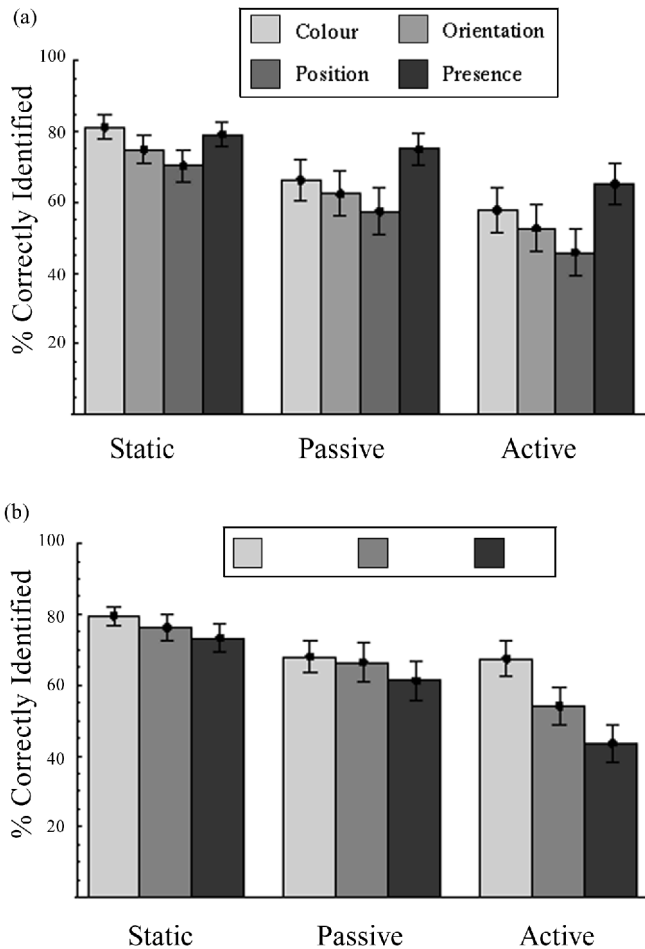 (a)
Colour Orientation
Position Presence
% Correctly Identified
100
80
60
40
20
Static Passive Active
(b)
% Correctly Identified
100
80
60
40
20
Static Passive Active